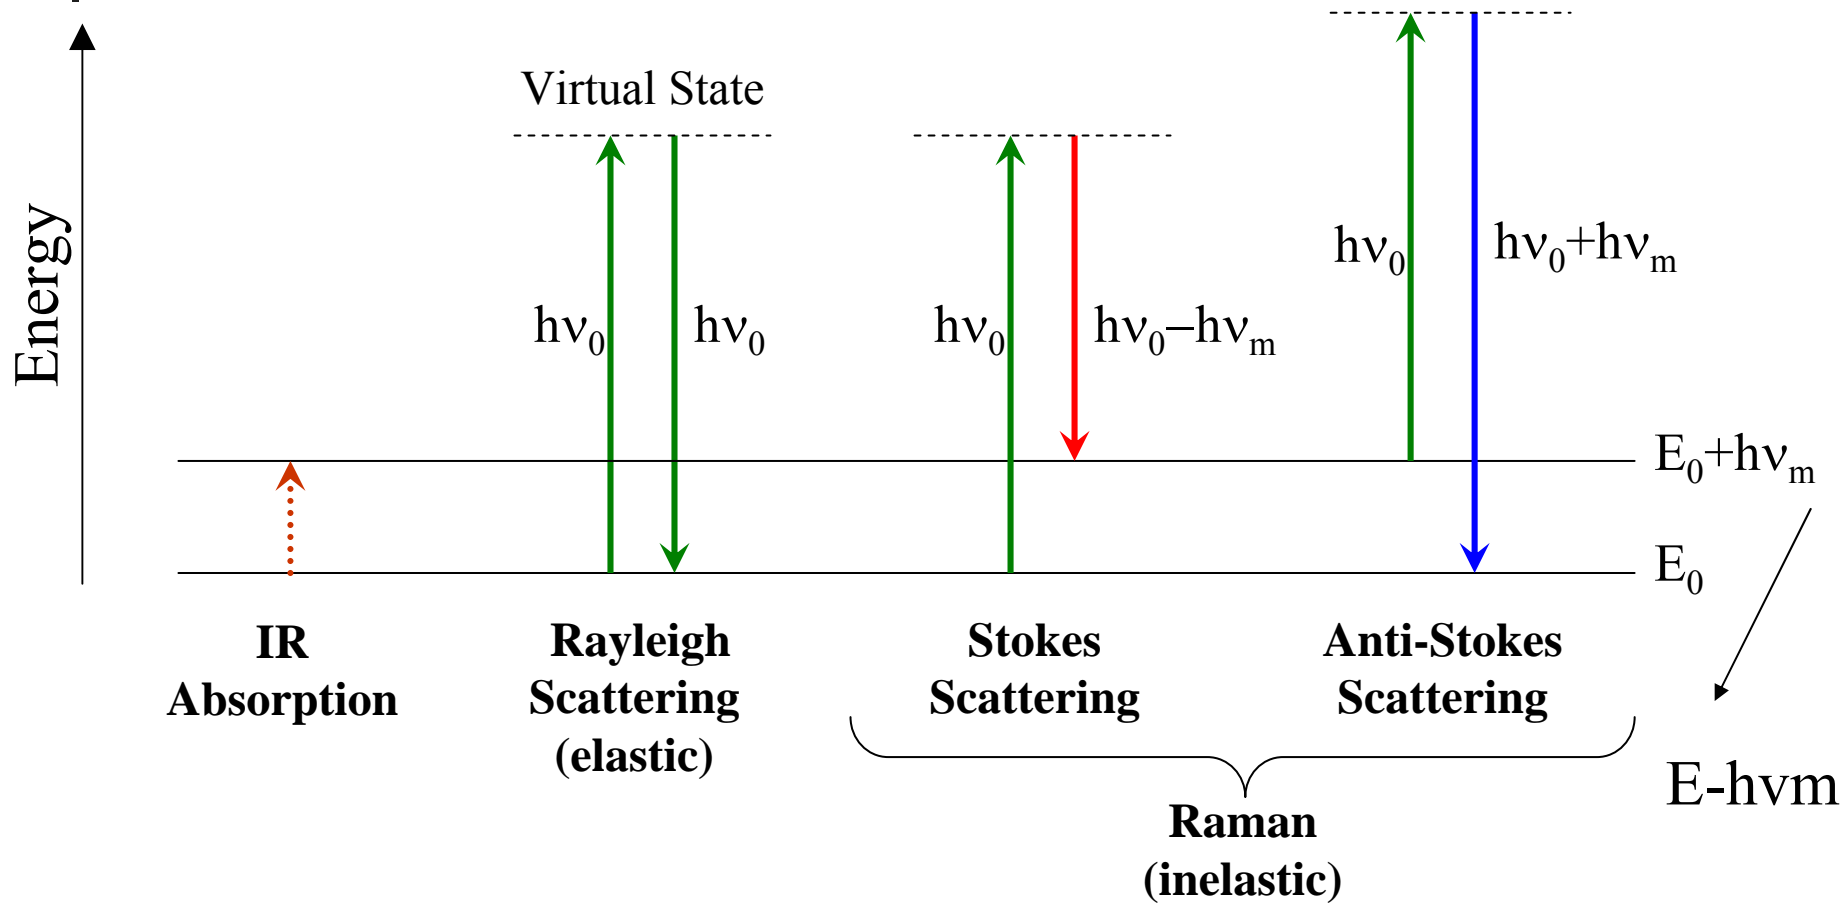 Virtual State
Energy
hν₀
hν₀
hν₀
hν₀–hνₘ
hν₀
hν₀+hνₘ
E₀+hνₘ
E₀
IR
Absorption
Rayleigh
Scattering
(elastic)
Stokes
Scattering
Anti-Stokes
Scattering
E-hvm
Raman
(inelastic)